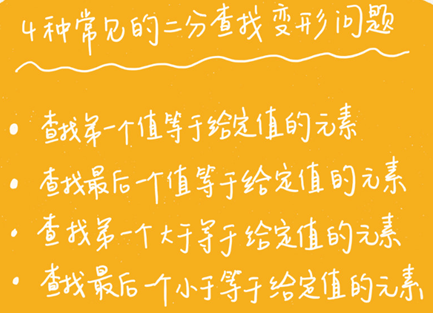 4种常见的二分查找变形问题
查找第一个值等于给定值的元素
查找最后一个值等于给定值的元素
查找第一个大于等于给定值的元素
查找最后一个小于等于给定值的元素